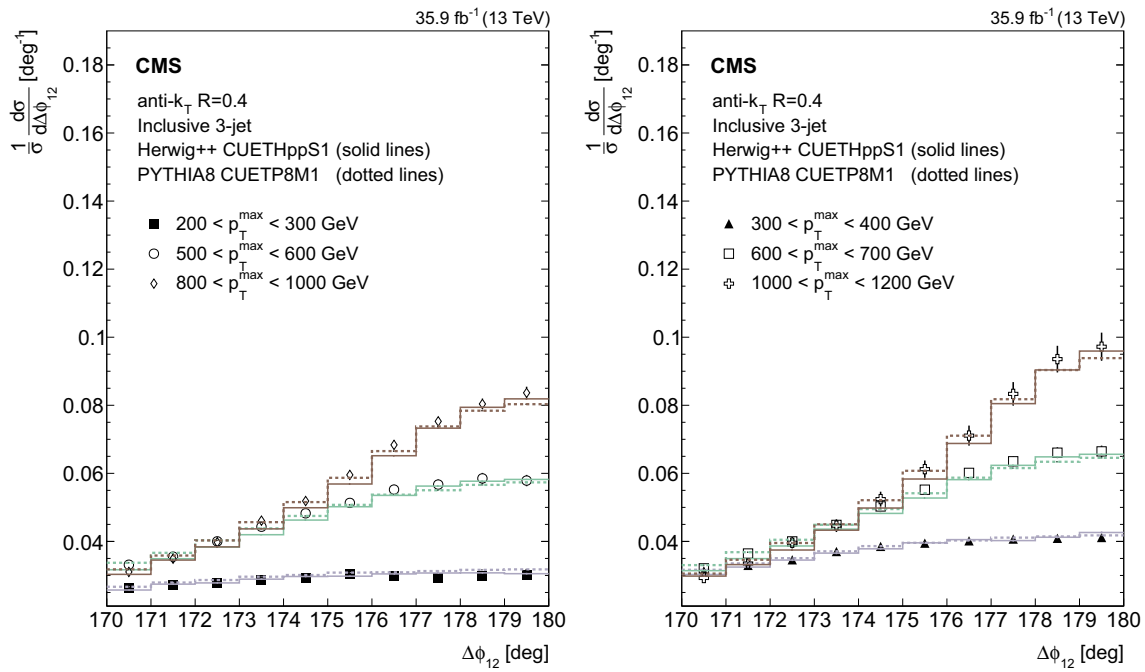 35.9 fb⁻¹ (13 TeV)
CMS
anti-k_T R=0.4
Inclusive 3-jet
Herwig++ CUETHppS1 (solid lines)
PYTHIA8 CUETP8M1 (dotted lines)
200 < p_T^max < 300 GeV
500 < p_T^max < 600 GeV
800 < p_T^max < 1000 GeV
1/σ dσ/dΔϕ₁₂ [deg⁻¹]
0.18
0.16
0.14
0.12
0.1
0.08
0.06
0.04
170 171 172 173 174 175 176 177 178 179 180
Δϕ₁₂ [deg]
35.9 fb⁻¹ (13 TeV)
CMS
anti-k_T R=0.4
Inclusive 3-jet
Herwig++ CUETHppS1 (solid lines)
PYTHIA8 CUETP8M1 (dotted lines)
300 < p_T^max < 400 GeV
600 < p_T^max < 700 GeV
1000 < p_T^max < 1200 GeV
1/σ dσ/dΔϕ₁₂ [deg⁻¹]
0.18
0.16
0.14
0.12
0.1
0.08
0.06
0.04
170 171 172 173 174 175 176 177 178 179 180
Δϕ₁₂ [deg]